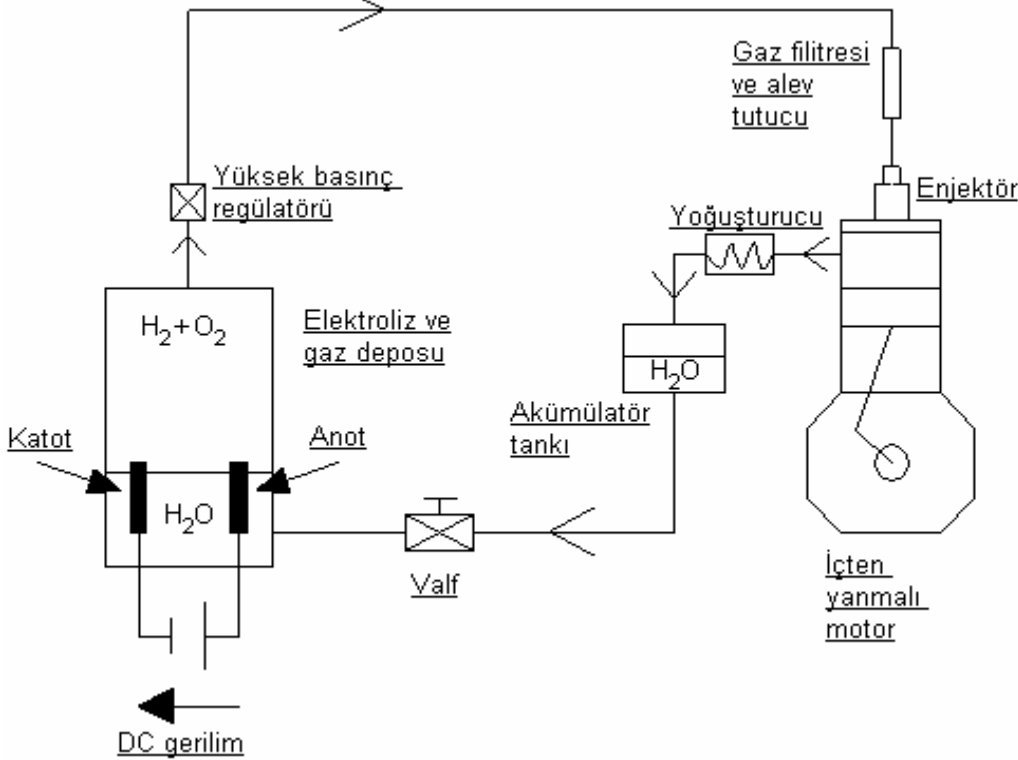 Gaz filitresi
ve alev
tutucu
Yüksek basınç
regülatörü
Enjektör
Yoğuşturucu
H₂+O₂
Elektroliz ve
gaz deposu
H₂O
Akümülatör
tankı
Katot
Anot
H₂O
Valf
İçten
yanmalı
motor
DC gerilim